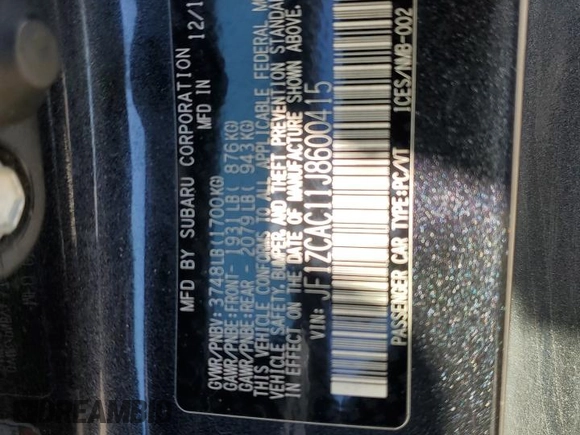 MFD BY SUBARU CORPORATION 12/1
MFD IN
GVWR/PNBV: 3748LB(1700KG)
GAWR/PNBE:FRONT- 1931LB( 876KG)
GAWR/PNBE:REAR - 2079LB( 943KG)
THIS VEHICLE CONFORMS TO ALL APPLICABLE FEDERAL
VEHICLE SAFETY, BUMPER AND THEFT PREVENTION STANDARD
IN EFFECT ON THE DATE OF MANUFACTURE SHOWN ABOVE.
VIN: JF1ZCAC11J8600415
PASSENGER CAR TYPE:PC/VT ICES/NMB-002
DREAMBID